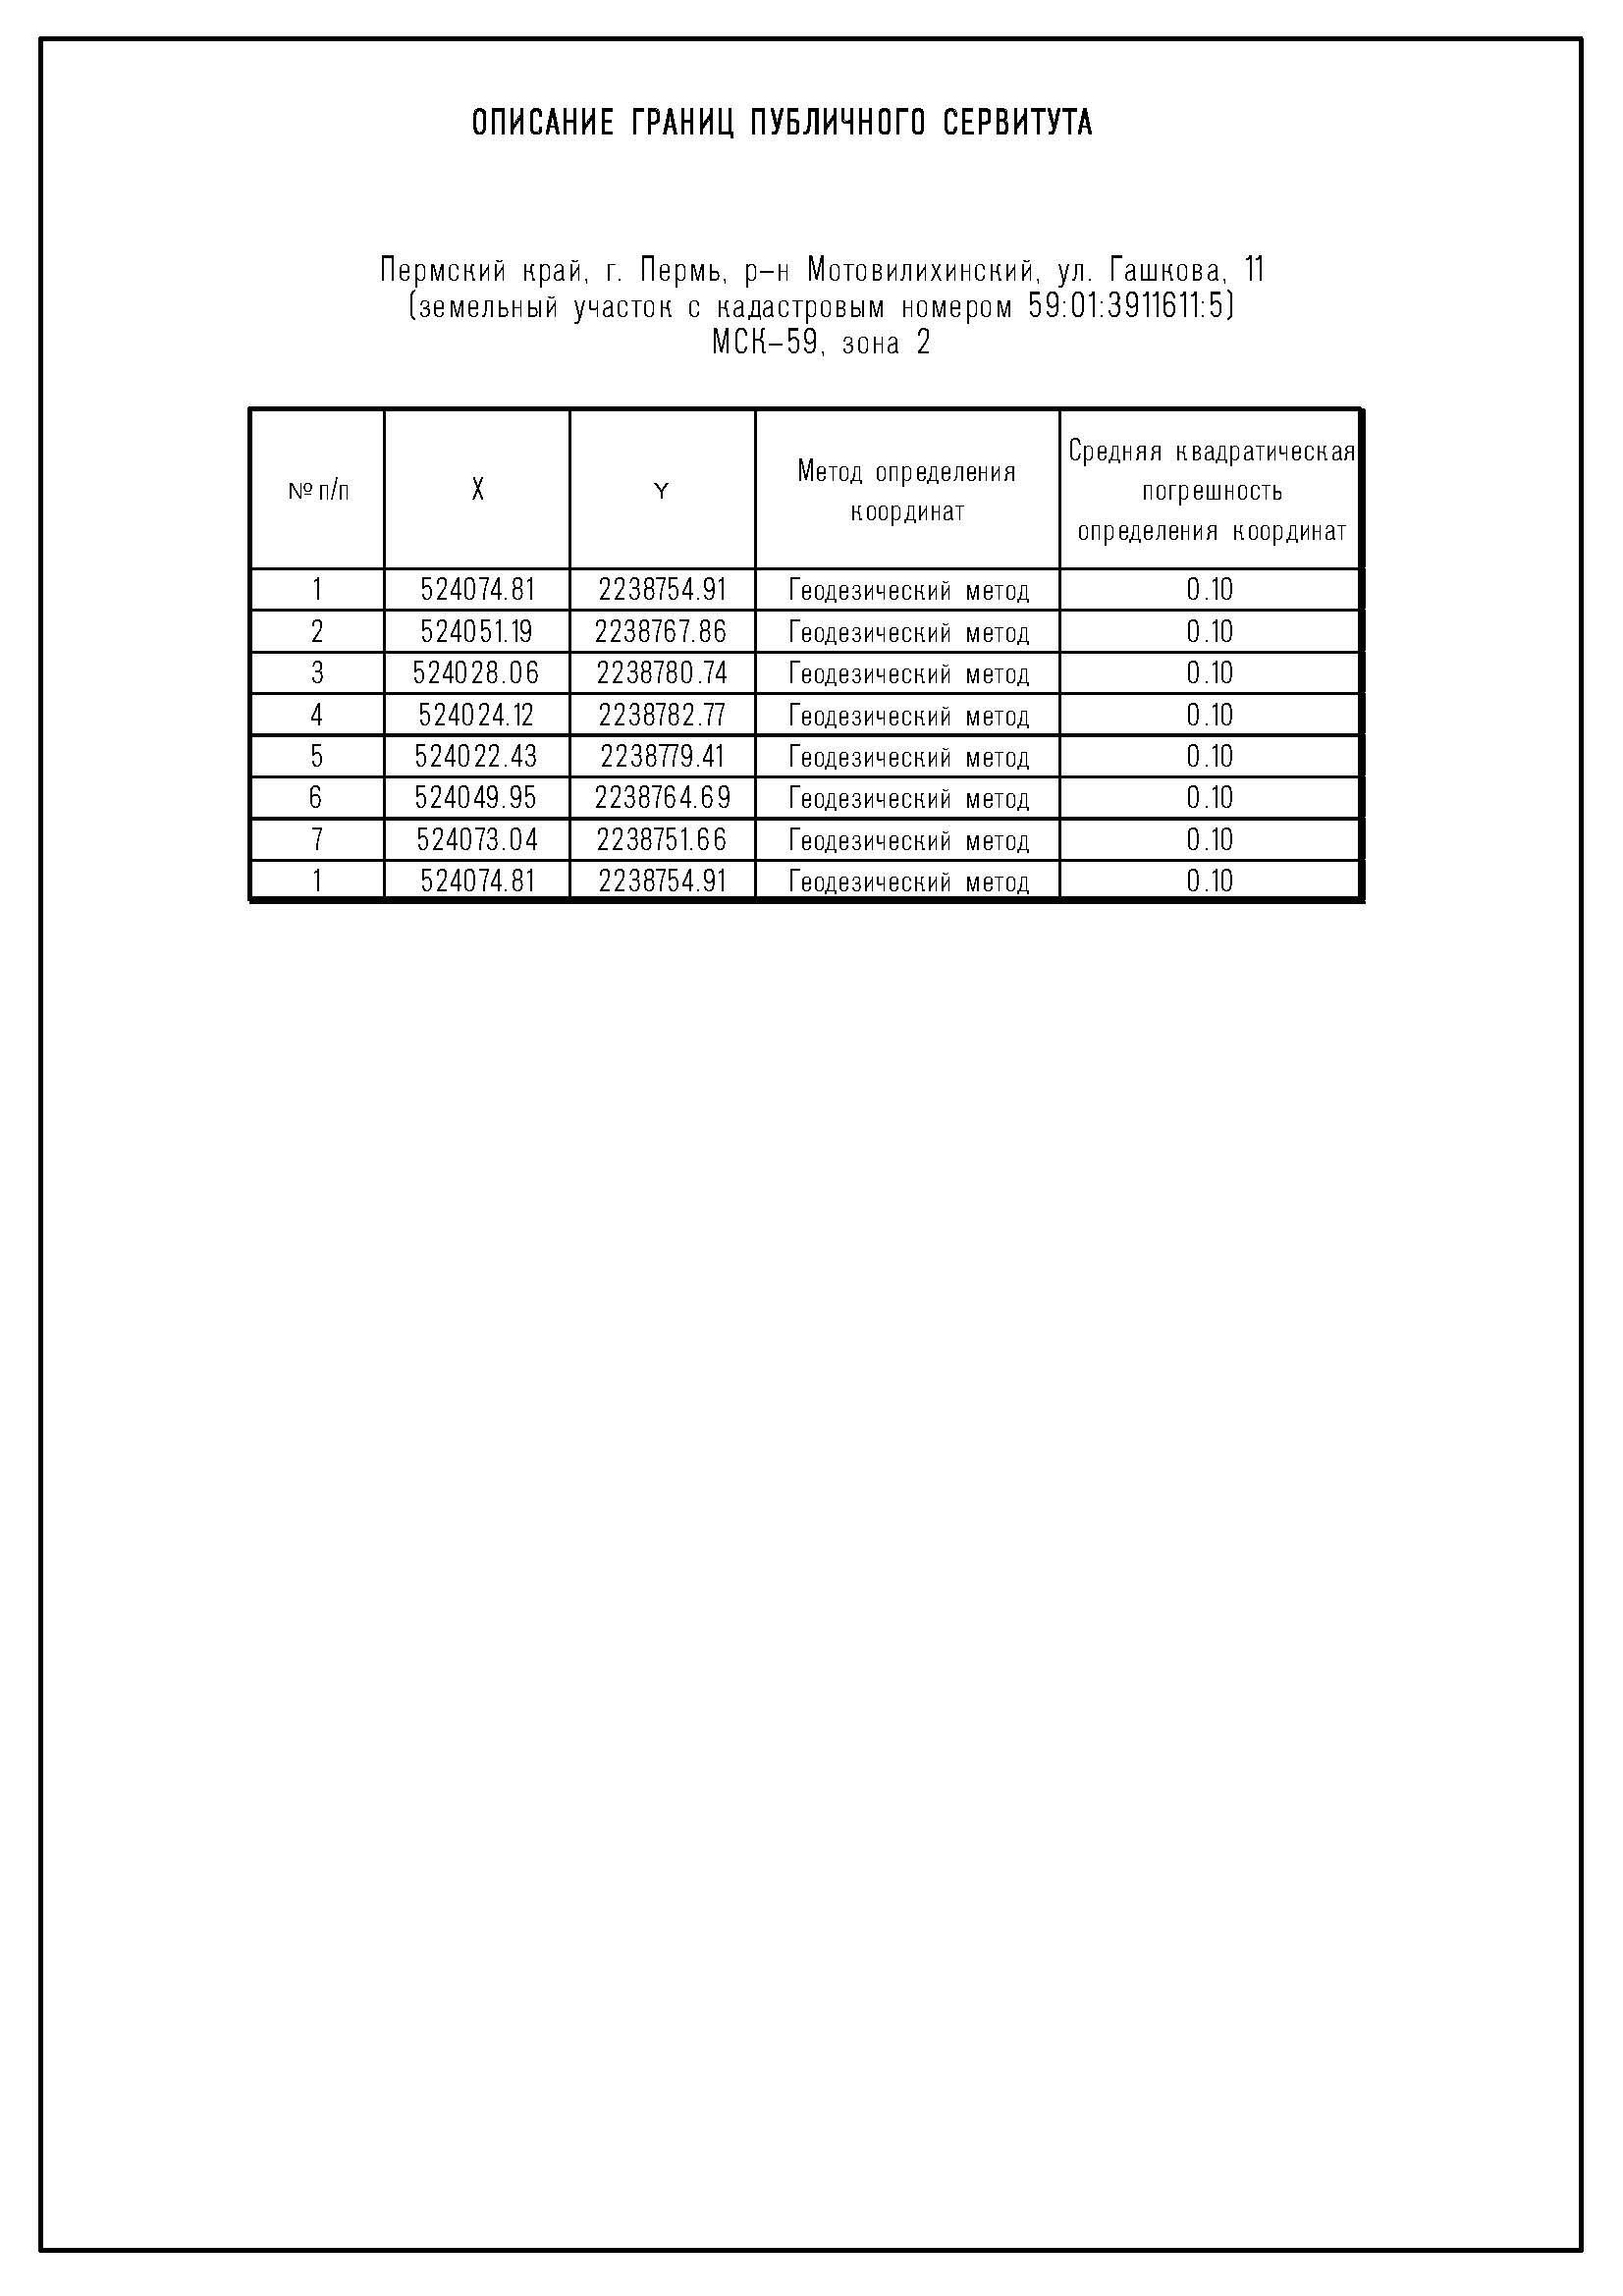 ОПИСАНИЕ ГРАНИЦ ПУБЛИЧНОГО СЕРВИТУТА
Пермский край, г. Пермь, р-н Мотовилихинский, ул. Гашкова, 11
(земельный участок с кадастровым номером 59:01:3911611:5)
МСК-59, зона 2
№ п/п X Y Метод определения координат Средняя квадратическая погрешность определения координат
1 524074.81 2238754.91 Геодезический метод 0.10
2 524051.19 2238767.86 Геодезический метод 0.10
3 524028.06 2238780.74 Геодезический метод 0.10
4 524024.12 2238782.77 Геодезический метод 0.10
5 524022.43 2238779.41 Геодезический метод 0.10
6 524049.95 2238764.69 Геодезический метод 0.10
7 524073.04 2238751.66 Геодезический метод 0.10
1 524074.81 2238754.91 Геодезический метод 0.10